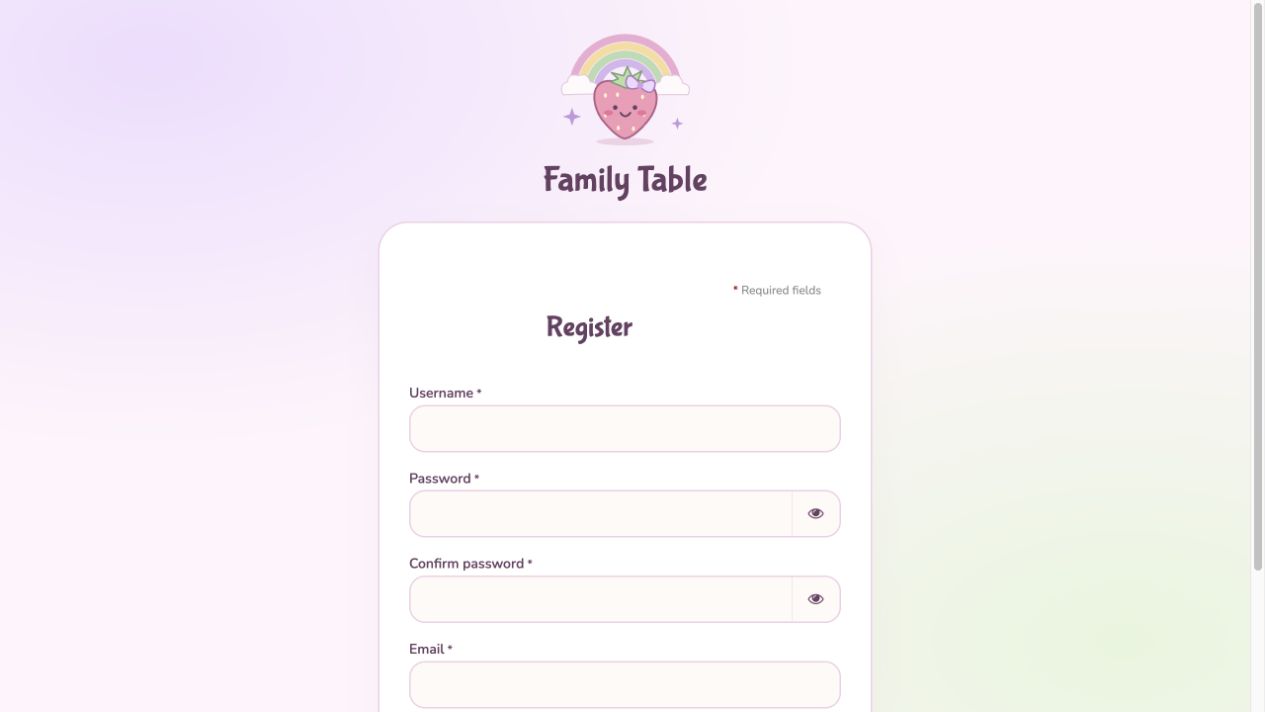 Family Table
* Required fields
Register
Username *
Password *
Confirm password *
Email *